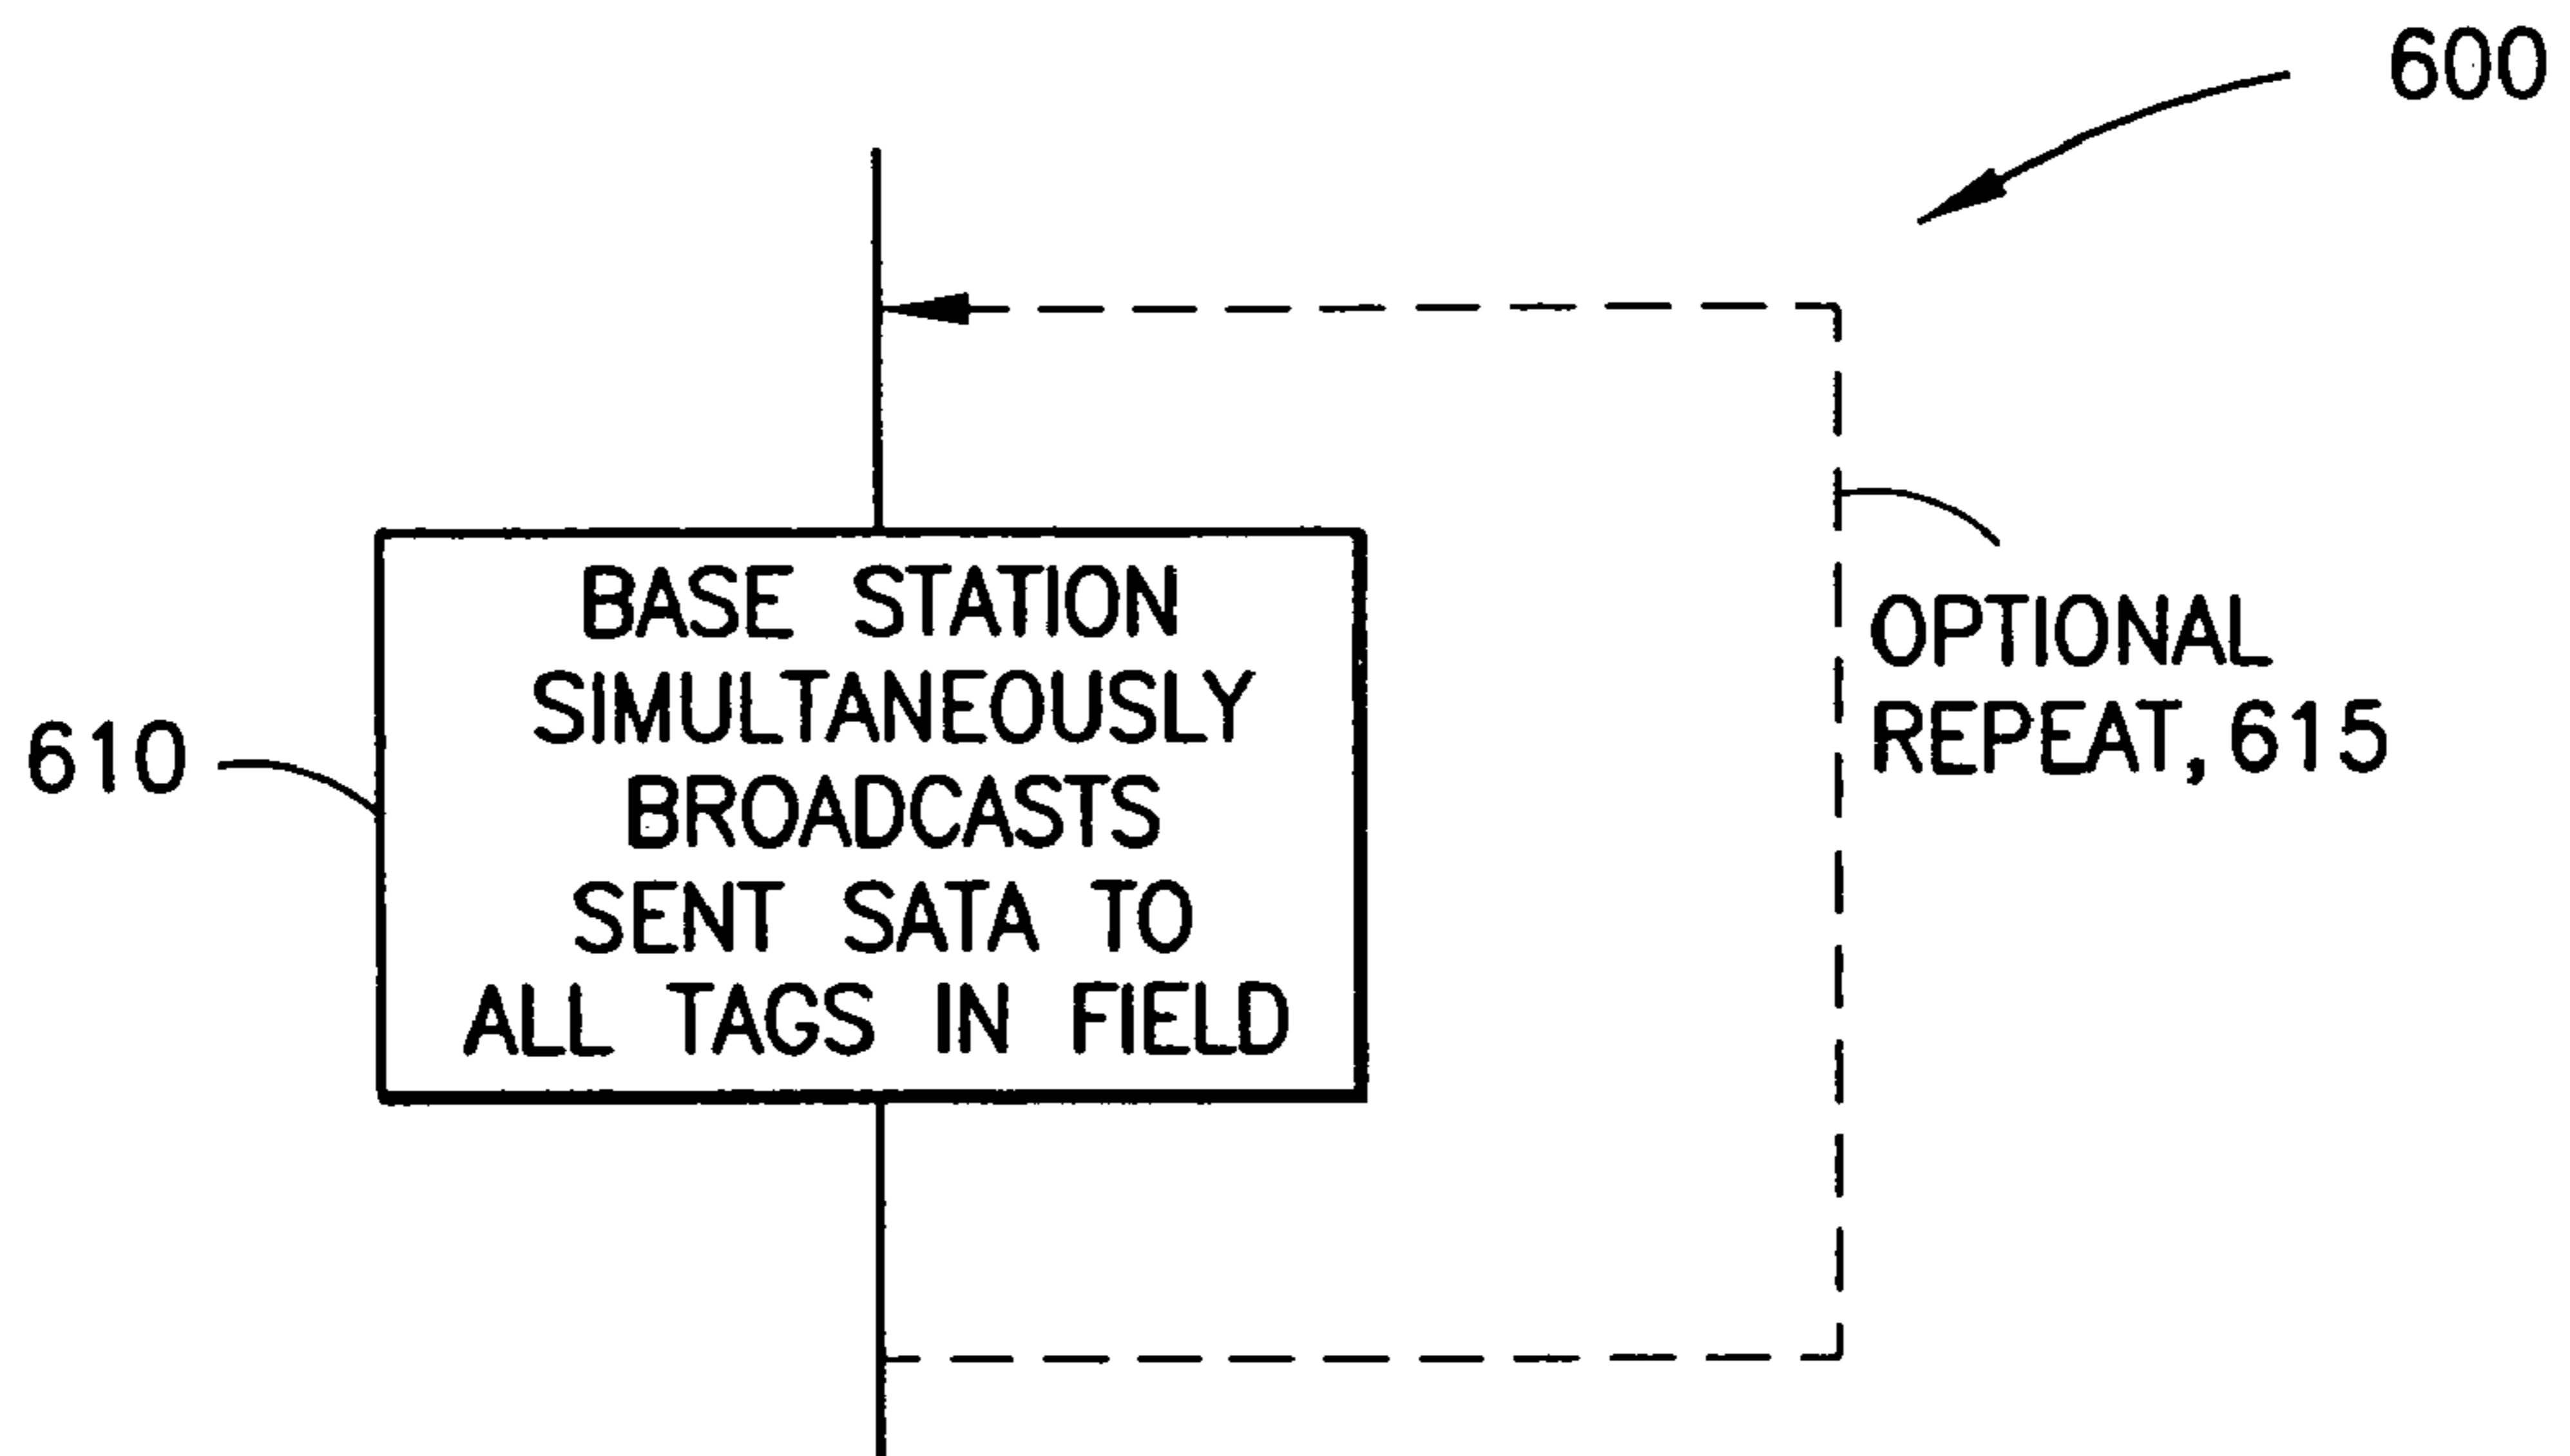 600
BASE STATION
SIMULTANEOUSLY
BROADCASTS
SENT SATA TO
ALL TAGS IN FIELD
610
OPTIONAL
REPEAT, 615